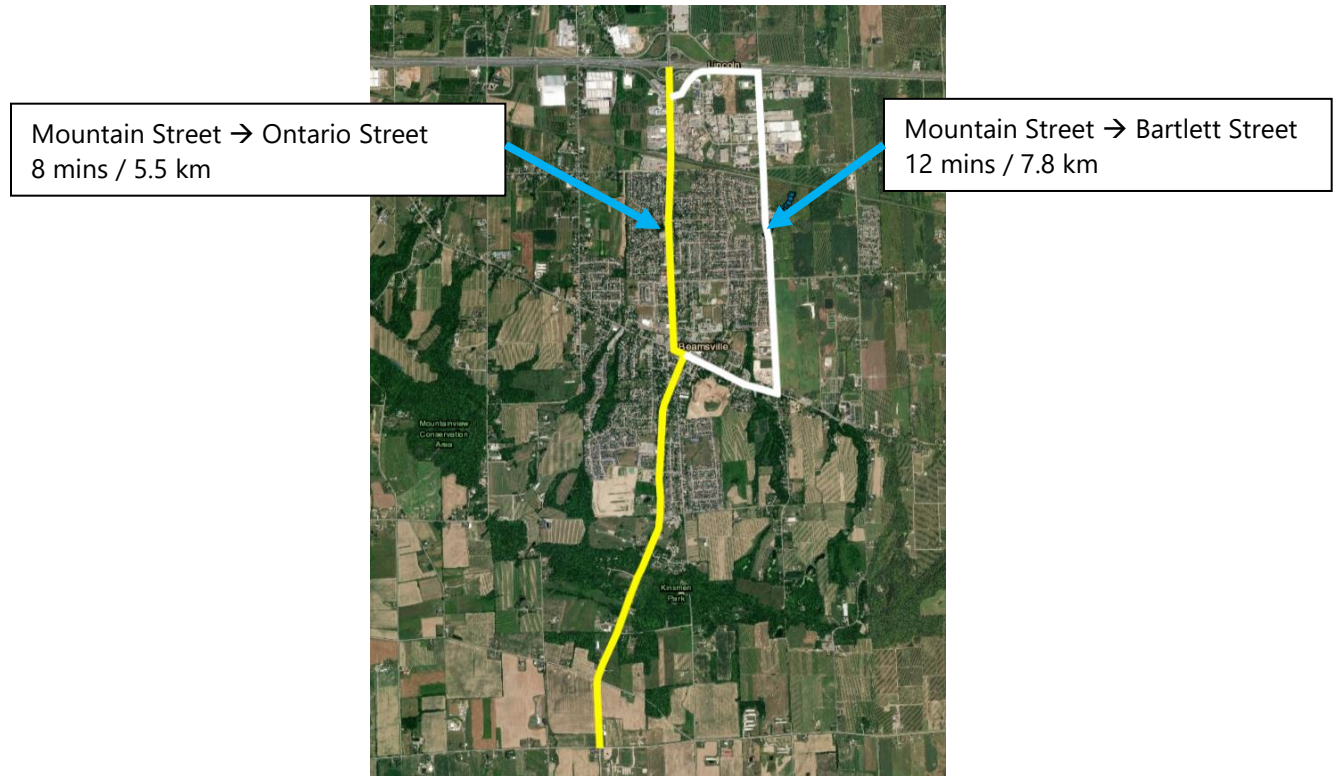 Lincoln
Mountain Street → Ontario Street
8 mins / 5.5 km
Mountain Street → Bartlett Street
12 mins / 7.8 km
Beamsville
Mountainview
Conservation
Area
Kinsmen
Park